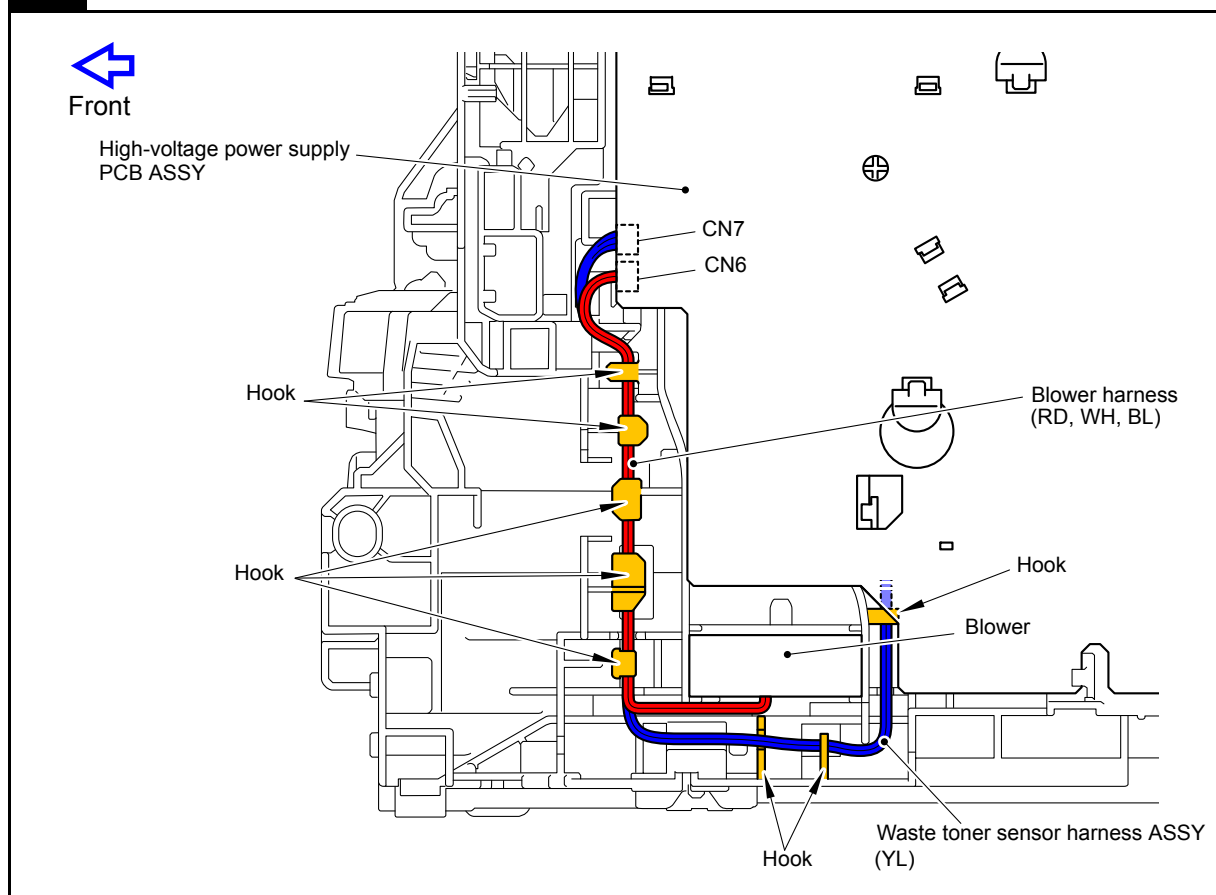 Front
High-voltage power supply
PCB ASSY
CN7
CN6
Hook
Blower harness
(RD, WH, BL)
Hook
Hook
Blower
Hook
Waste toner sensor harness ASSY
(YL)